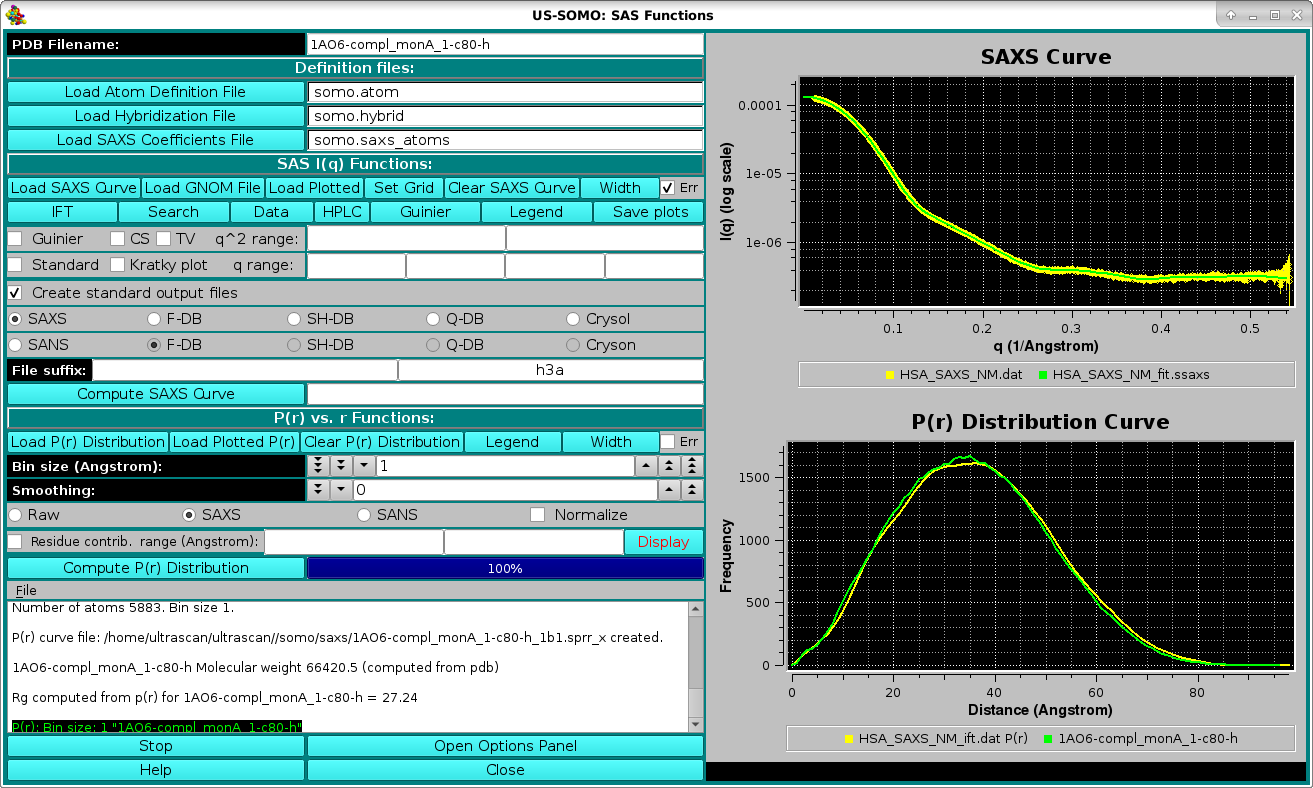 US-SOMO: SAS Functions
PDB Filename: 1AO6-compl_monA_1-c80-h
Definition files:
Load Atom Definition File somo.atom
Load Hybridization File somo.hybrid
Load SAXS Coefficients File somo.saxs_atoms
SAS I(q) Functions:
Load SAXS Curve Load GNOM File Load Plotted Set Grid Clear SAXS Curve Width Err
IFT Search Data HPLC Guinier Legend Save plots
Guinier CS TV q^2 range:
Standard Kratky plot q range:
Create standard output files
SAXS F-DB SH-DB Q-DB Crysol
SANS F-DB SH-DB Q-DB Cryson
File suffix: h3a
Compute SAXS Curve
P(r) vs. r Functions:
Load P(r) Distribution Load Plotted P(r) Clear P(r) Distribution Legend Width Err
Bin size (Angstrom): 1
Smoothing: 0
Raw SAXS SANS Normalize
Residue contrib. range (Angstrom): Display
Compute P(r) Distribution 100%
File
Number of atoms 5883. Bin size 1.
P(r) curve file: /home/ultrascan/ultrascan//somo/saxs/1AO6-compl_monA_1-c80-h_1b1.sprr_x created.
1AO6-compl_monA_1-c80-h Molecular weight 66420.5 (computed from pdb)
Rg computed from p(r) for 1AO6-compl_monA_1-c80-h = 27.24
P(r): Bin size: 1 "1AO6-compl_monA_1-c80-h"
Stop Open Options Panel
Help Close
SAXS Curve
I(q) (log scale)
0.0001
1e-05
1e-06
0.1 0.2 0.3 0.4 0.5
q (1/Angstrom)
HSA_SAXS_NM.dat HSA_SAXS_NM_fit.ssaxs
P(r) Distribution Curve
Frequency
1500
1000
500
0
0 20 40 60 80
Distance (Angstrom)
HSA_SAXS_NM_ift.dat P(r) 1AO6-compl_monA_1-c80-h